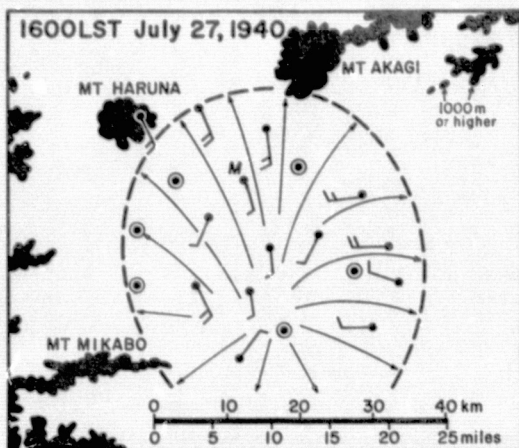 1600LST July 27, 1940
MT AKAGI
MT HARUNA
1000m
or higher
M
MT MIKABO
0 10 20 30 40 km
0 5 10 15 20 25 miles